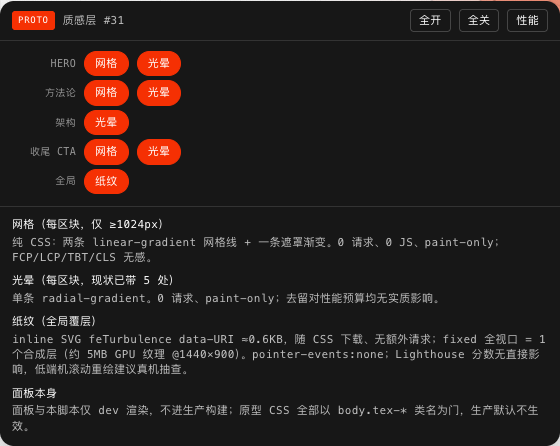 PROTO 质感层 #31 全开 全关 性能
HERO 网格 光晕
方法论 网格 光晕
架构 光晕
收尾 CTA 网格 光晕
全局 纸纹
网格（每区块，仅 ≥1024px）
纯 CSS：两条 linear-gradient 网格线 + 一条遮罩渐变。0 请求、0 JS、paint-only；
FCP/LCP/TBT/CLS 无感。
光晕（每区块，现状已带 5 处）
单条 radial-gradient。0 请求、paint-only；去留对性能预算均无实质影响。
纸纹（全局覆层）
inline SVG feTurbulence data-URI ≈0.6KB，随 CSS 下载、无额外请求；fixed 全视口 = 1
个合成层（约 5MB GPU 纹理 @1440×900）。pointer-events:none；Lighthouse 分数无直接影
响，低端机滚动重绘建议真机抽查。
面板本身
面板与本脚本仅 dev 渲染，不进生产构建；原型 CSS 全部以 body.tex-* 类名为门，生产默认不生
效。